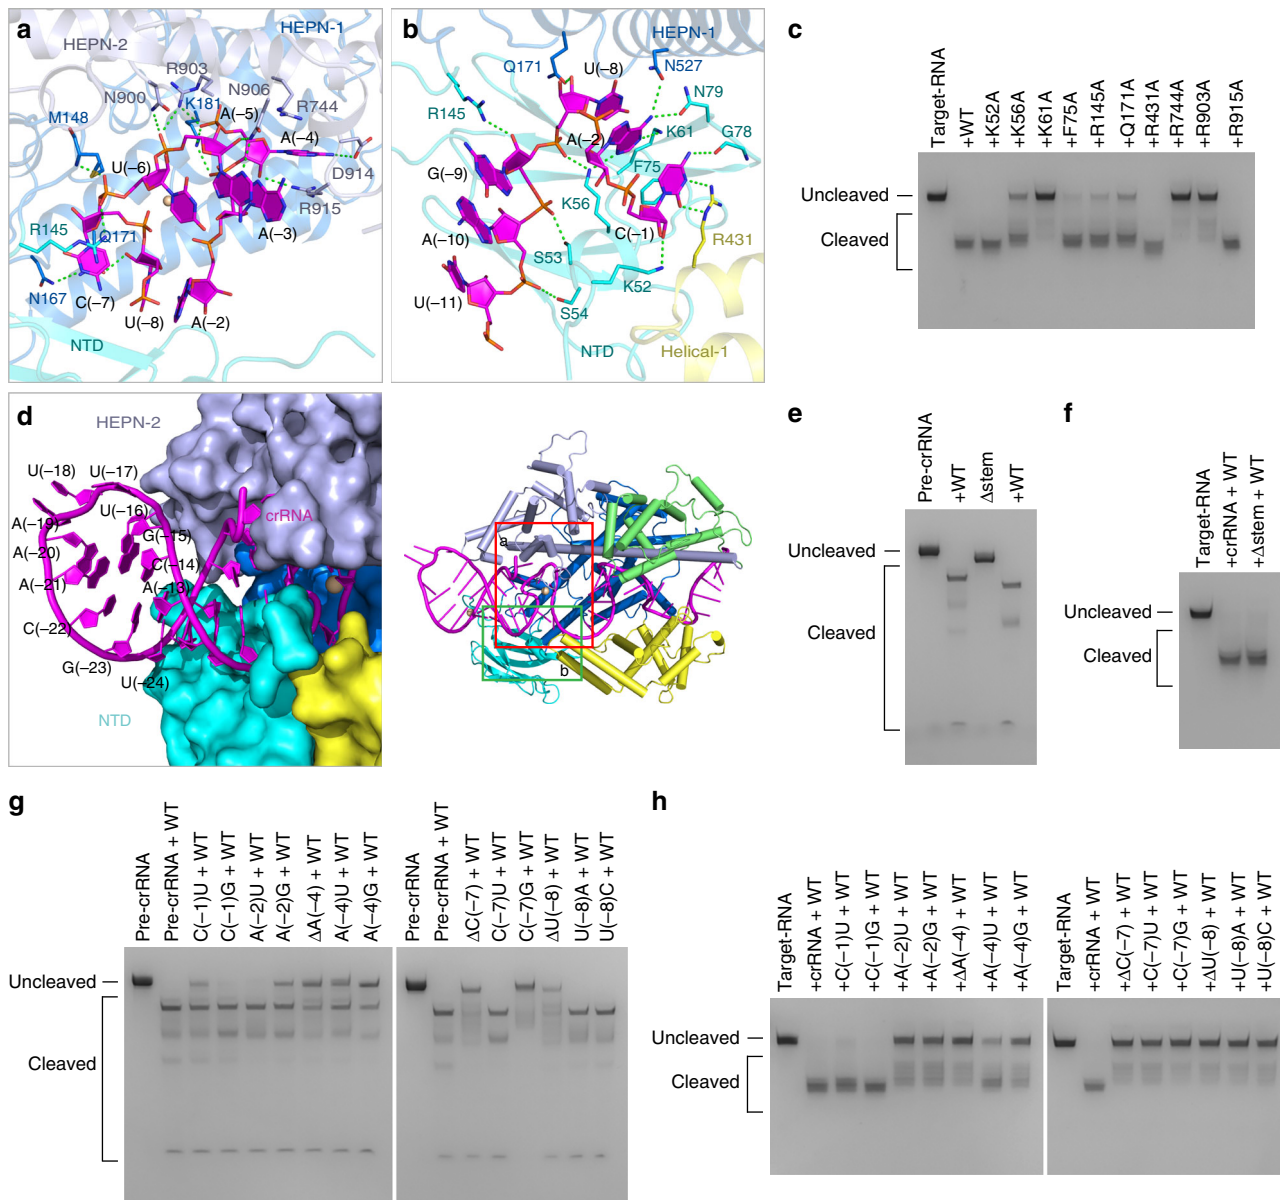 a
HEPN-2
HEPN-1
R903
N900
K181
N906
R744
M148
A(−5)
A(−4)
U(−6)
D914
R915
R145
Q171
A(−3)
N167
C(−7)
U(−8)
A(−2)
NTD
b
HEPN-1
Q171
U(−8)
N527
N79
R145
A(−2)
K61
G78
F75
G(−9)
K56
C(−1)
R431
A(−10)
S53
K52
U(−11)
S54
NTD
Helical-1
c
Target-RNA
+WT
+K52A
+K56A
+K61A
+F75A
+R145A
+Q171A
+R431A
+R744A
+R903A
+R915A
Uncleaved
Cleaved
d
HEPN-2
U(−18)
U(−17)
U(−16)
crRNA
A(−19)
G(−15)
A(−20)
C(−14)
A(−21)
A(−13)
C(−22)
G(−23)
U(−24)
NTD
a
b
e
Pre-crRNA
+WT
Δstem
+WT
Uncleaved
Cleaved
f
Target-RNA
+crRNA + WT
+Δstem + WT
Uncleaved
Cleaved
g
Pre-crRNA
Pre-crRNA + WT
C(−1)U + WT
C(−1)G + WT
A(−2)U + WT
A(−2)G + WT
ΔA(−4) + WT
A(−4)U + WT
A(−4)G + WT
Pre-crRNA
Pre-crRNA + WT
ΔC(−7) + WT
C(−7)U + WT
C(−7)G + WT
ΔU(−8) + WT
U(−8)A + WT
U(−8)C + WT
Uncleaved
Cleaved
h
Target-RNA
+crRNA + WT
+C(−1)U + WT
+C(−1)G + WT
+A(−2)U + WT
+A(−2)G + WT
+ΔA(−4) + WT
+A(−4)U + WT
+A(−4)G + WT
Target-RNA
+crRNA + WT
+ΔC(−7) + WT
+C(−7)U + WT
+C(−7)G + WT
+ΔU(−8) + WT
+U(−8)A + WT
+U(−8)C + WT
Uncleaved
Cleaved